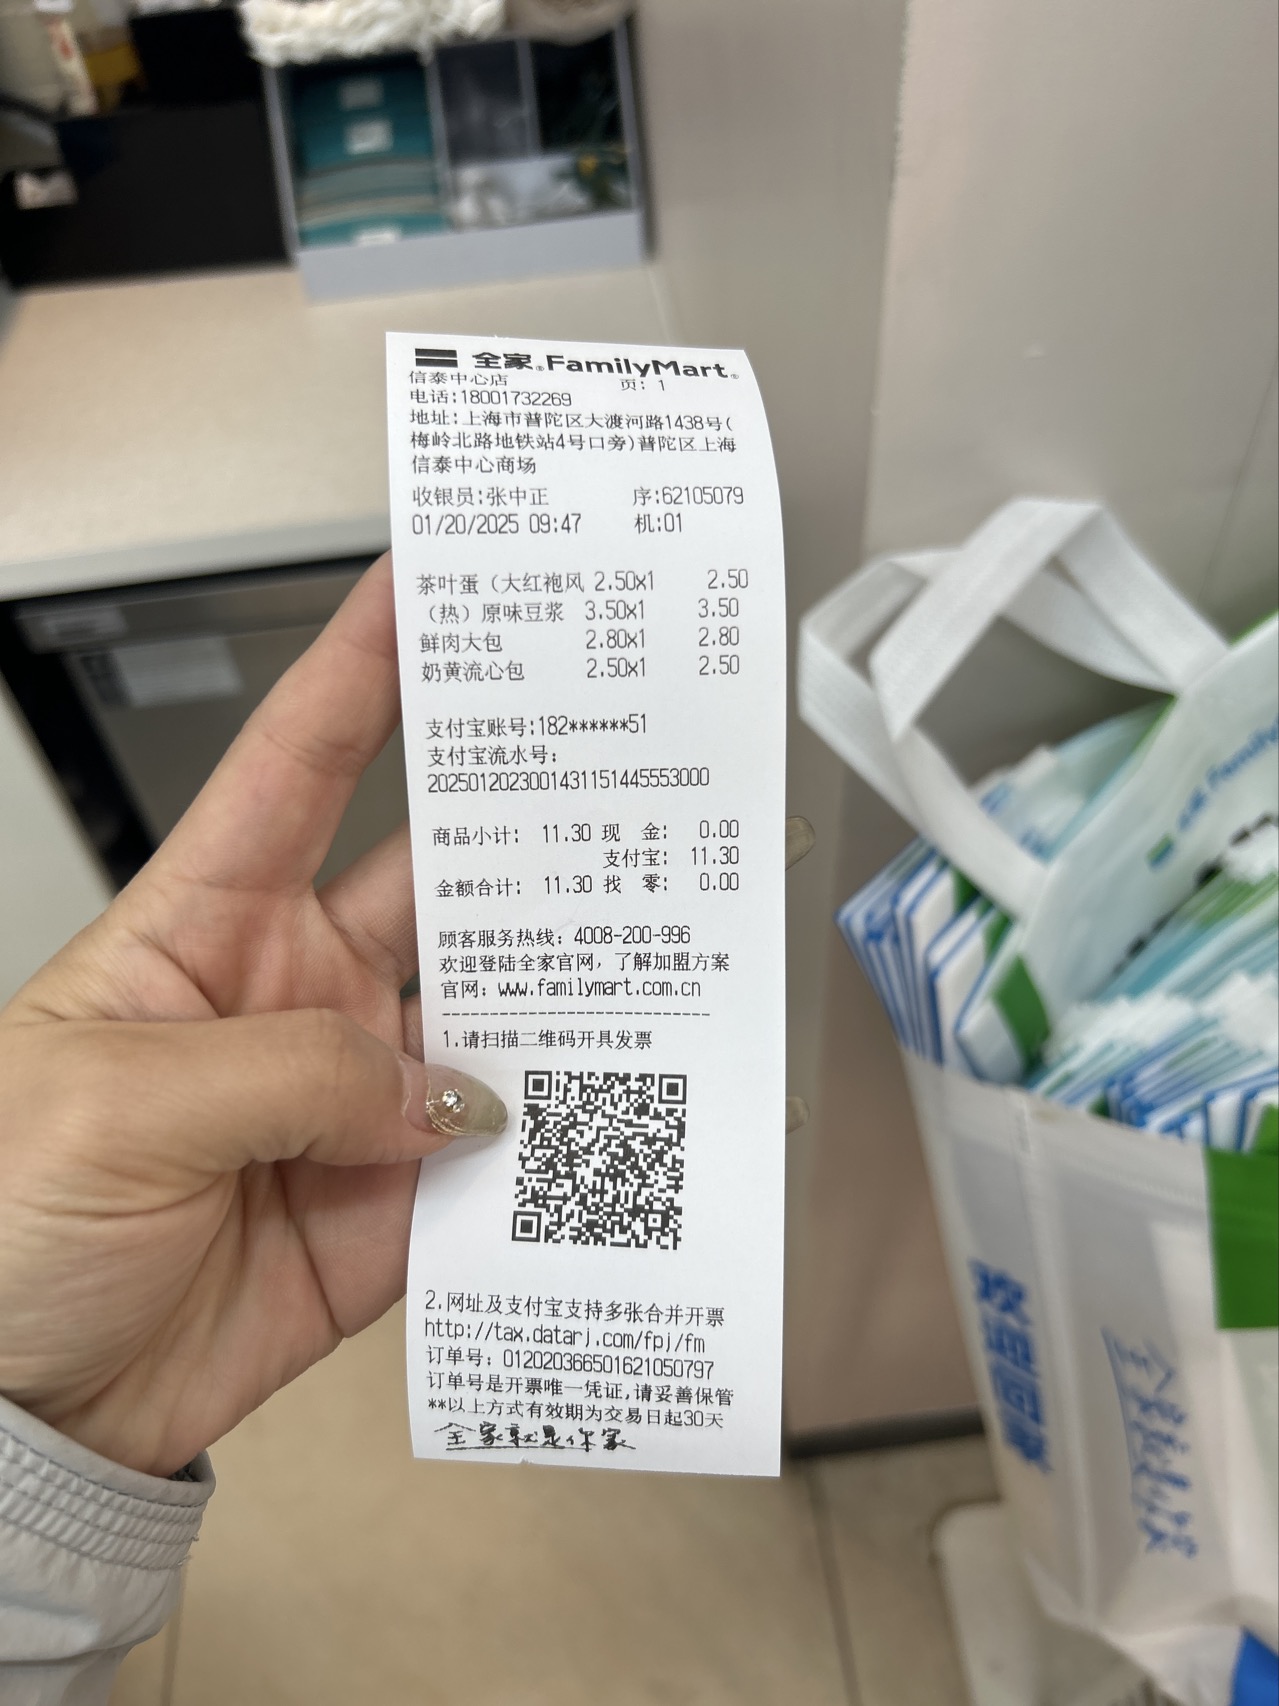 全家®FamilyMart®
信泰中心店 页: 1
电话:18001732269
地址:上海市普陀区大渡河路1438号(
梅岭北路地铁站4号口旁)普陀区上海
信泰中心商场
收银员:张中正 序:62105079
01/20/2025 09:47 机:01
茶叶蛋（大红袍风 2.50x1 2.50
（热）原味豆浆 3.50x1 3.50
鲜肉大包 2.80x1 2.80
奶黄流心包 2.50x1 2.50
支付宝账号:182******51
支付宝流水号:
2025012023001431151445553000
商品小计: 11.30 现 金: 0.00
支付宝: 11.30
金额合计: 11.30 找 零: 0.00
顾客服务热线: 4008-200-996
欢迎登陆全家官网，了解加盟方案
官网: www.familymart.com.cn
----------------------------
1.请扫描二维码开具发票
2.网址及支付宝支持多张合并开票
http://tax.datarj.com/fpj/fm
订单号: 012020366501621050797
订单号是开票唯一凭证,请妥善保管
**以上方式有效期为交易日起30天
全家就是你家
欢迎回家